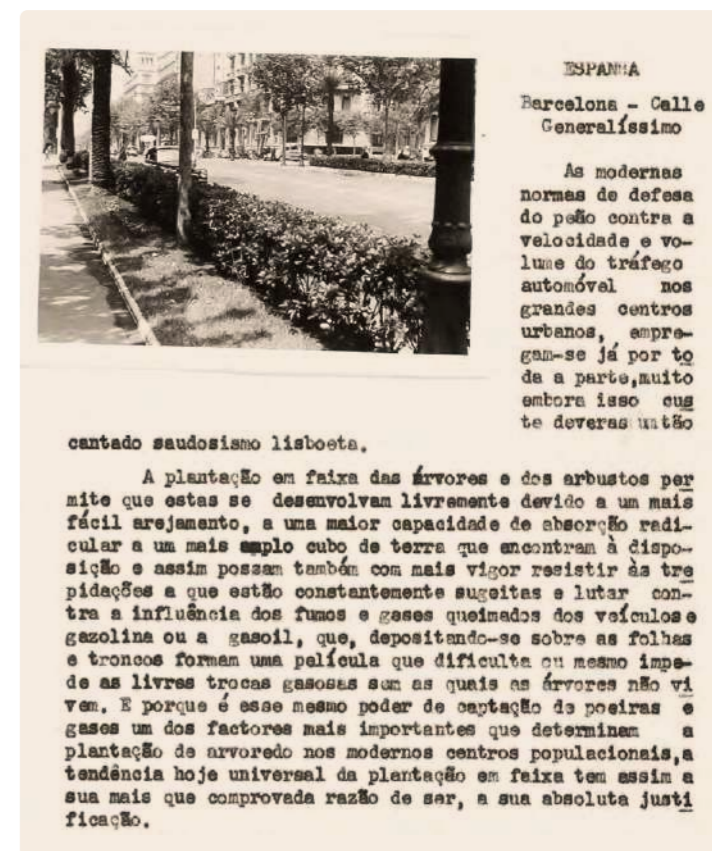 ESPANHA
Barcelona - Calle
Generalíssimo
As modernas
normas de defesa
do peão contra a
velocidade e vo-
lume do tráfego
automóvel nos
grandes centros
urbanos, empre-
gam-se já por to
da a parte,muito
embora isso cus
te deveras
cantado saudosismo lisboeta.
A plantação em faixa das árvores e dos arbustos per
mite que estas se desenvolvam livremente devido a um mais
fácil arejamento, a uma maior capacidade de absorção radi-
cular a um mais amplo cubo de terra que encontram à dispo-
sição e assim possam também com mais vigor resistir às tre
pidações a que estão constantemente sugeitas e lutar con-
tra a influência dos fumos e gases queimados dos veículos e
gazolina ou a gasoil, que, depositando-se sobre as folhas
e troncos formam uma película que dificulta ou mesmo impe-
de as livres trocas gasosas sem as quais as árvores não vi
vem. E porque é esse mesmo poder de captação de poeiras e
gases um dos factores mais importantes que determinam a
plantação de arvoredo nos modernos centros populacionais,a
tendência hoje universal da plantação em faixa tem assim a
sua mais que comprovada razão de ser, a sua absoluta justi
ficação.